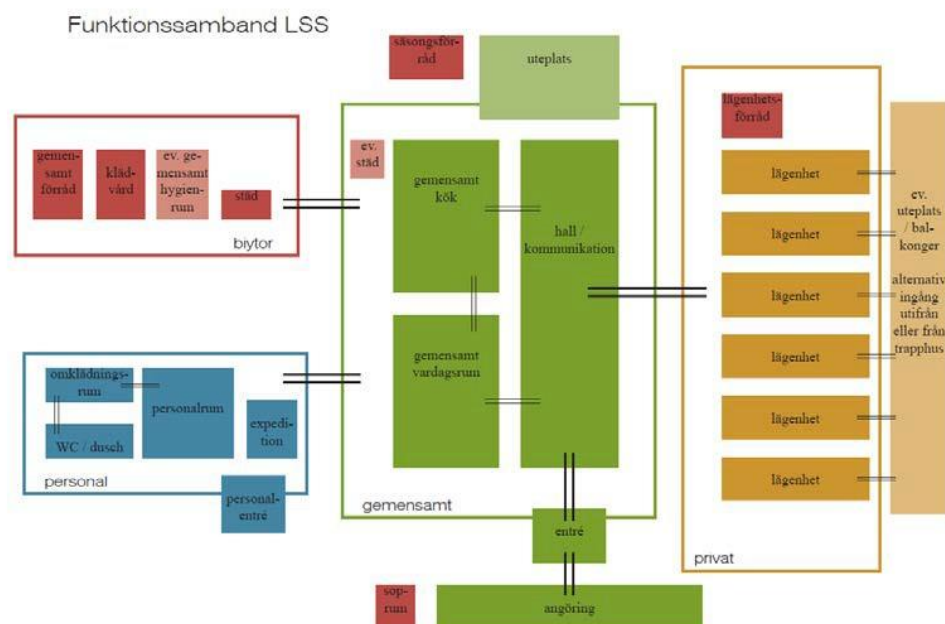 Funktionssamband LSS
säsongsför-
råd
uteplats
gemen-
samt
förråd
kläd-
vård
ev. ge-
mensamt
hygien-
rum
städ
biytor
ev.
städ
gemensamt
kök
hall /
kommunikation
gemensamt
vardagsrum
gemensamt
omklädnings-
rum
WC / dusch
personalrum
expedi-
tion
personal
personal-
entré
entré
sop-
rum
angöring
lägenhets-
förråd
lägenhet
lägenhet
lägenhet
lägenhet
lägenhet
lägenhet
privat
ev.
uteplats
/ bal-
konger
alternativ
ingång
utifrån
eller från
trapphus